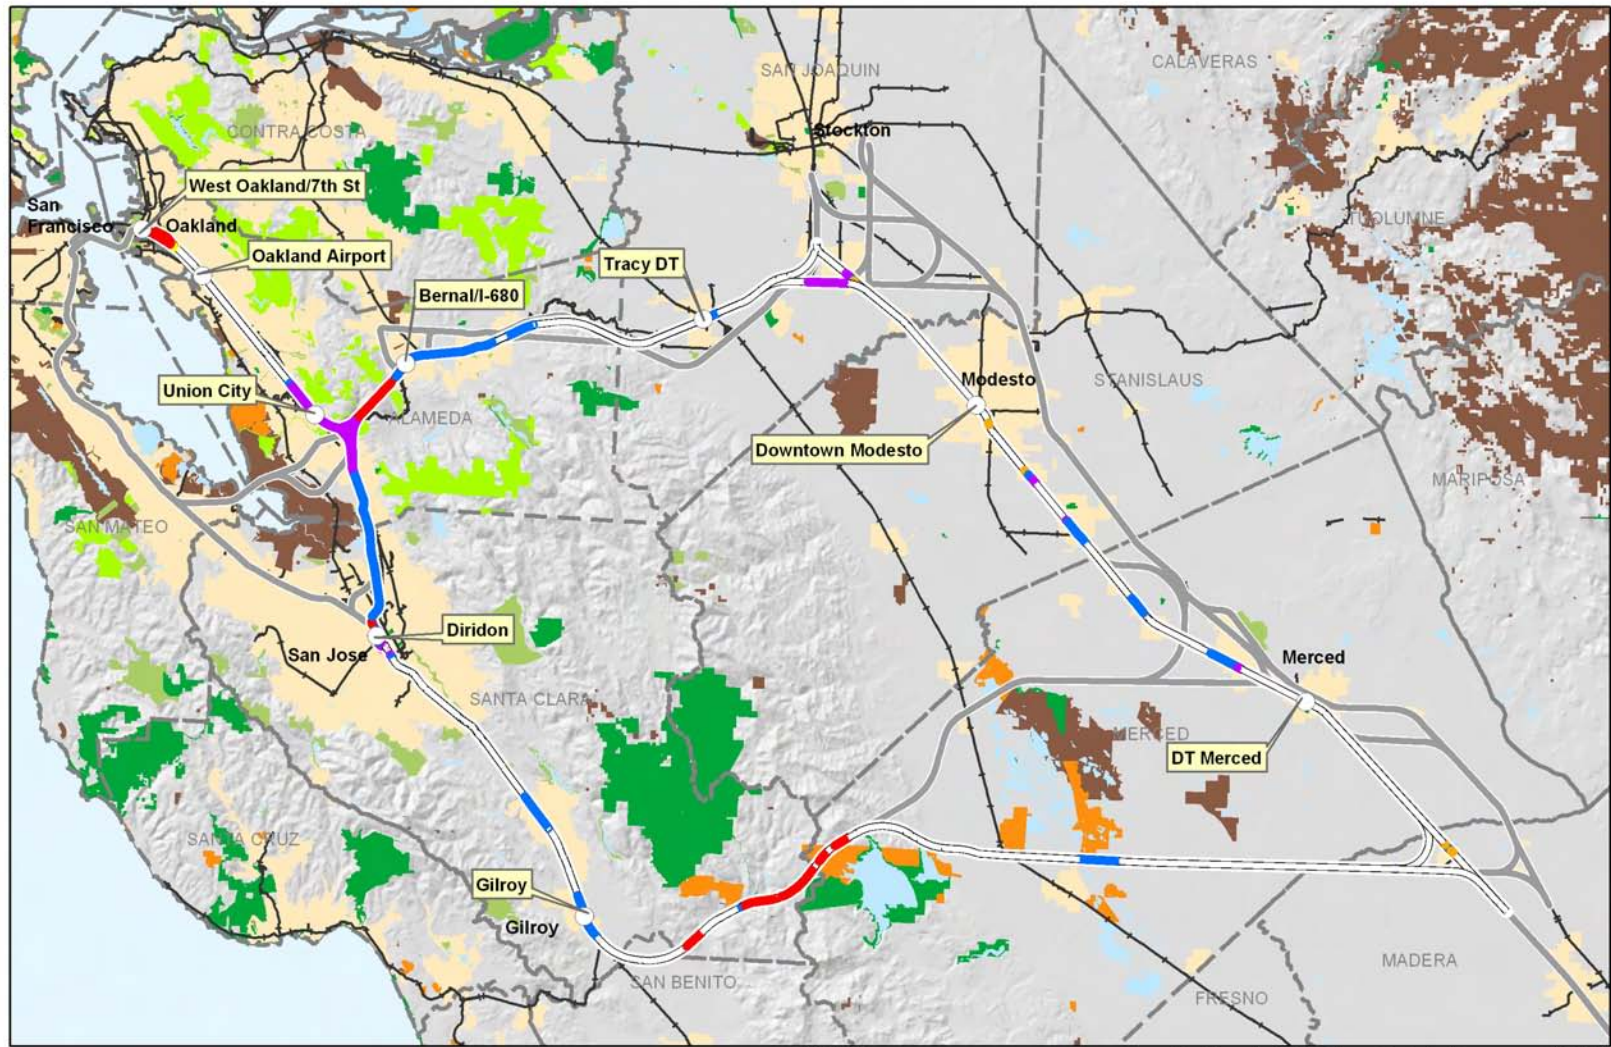 SAN JOAQUIN
CALAVERAS
CONTRA COSTA
Stockton
West Oakland/7th St
San
Francisco
Oakland
TUOLUMNE
Oakland Airport
Tracy DT
Bernal/I-680
Modesto
STANISLAUS
Union City
ALAMEDA
Downtown Modesto
MARIPOSA
SAN MATEO
Diridon
San Jose
Merced
SANTA CLARA
MERCED
DT Merced
SANTA CRUZ
Gilroy
Gilroy
SAN BENITO
MADERA
FRESNO